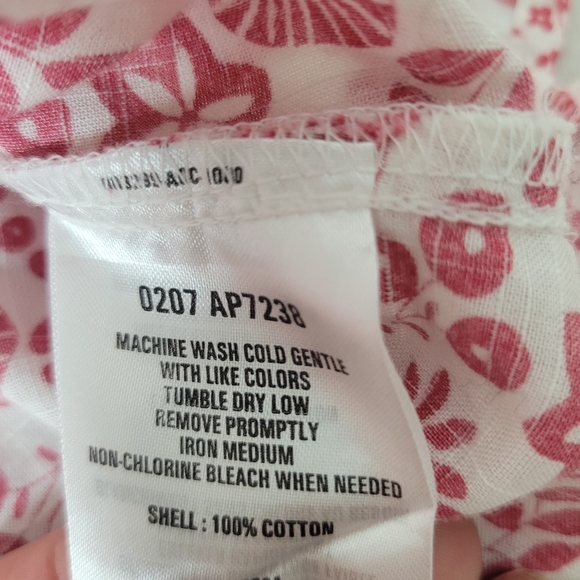 0207 AP7238
MACHINE WASH COLD GENTLE
WITH LIKE COLORS
TUMBLE DRY LOW
REMOVE PROMPTLY
IRON MEDIUM
NON-CHLORINE BLEACH WHEN NEEDED
SHELL : 100% COTTON